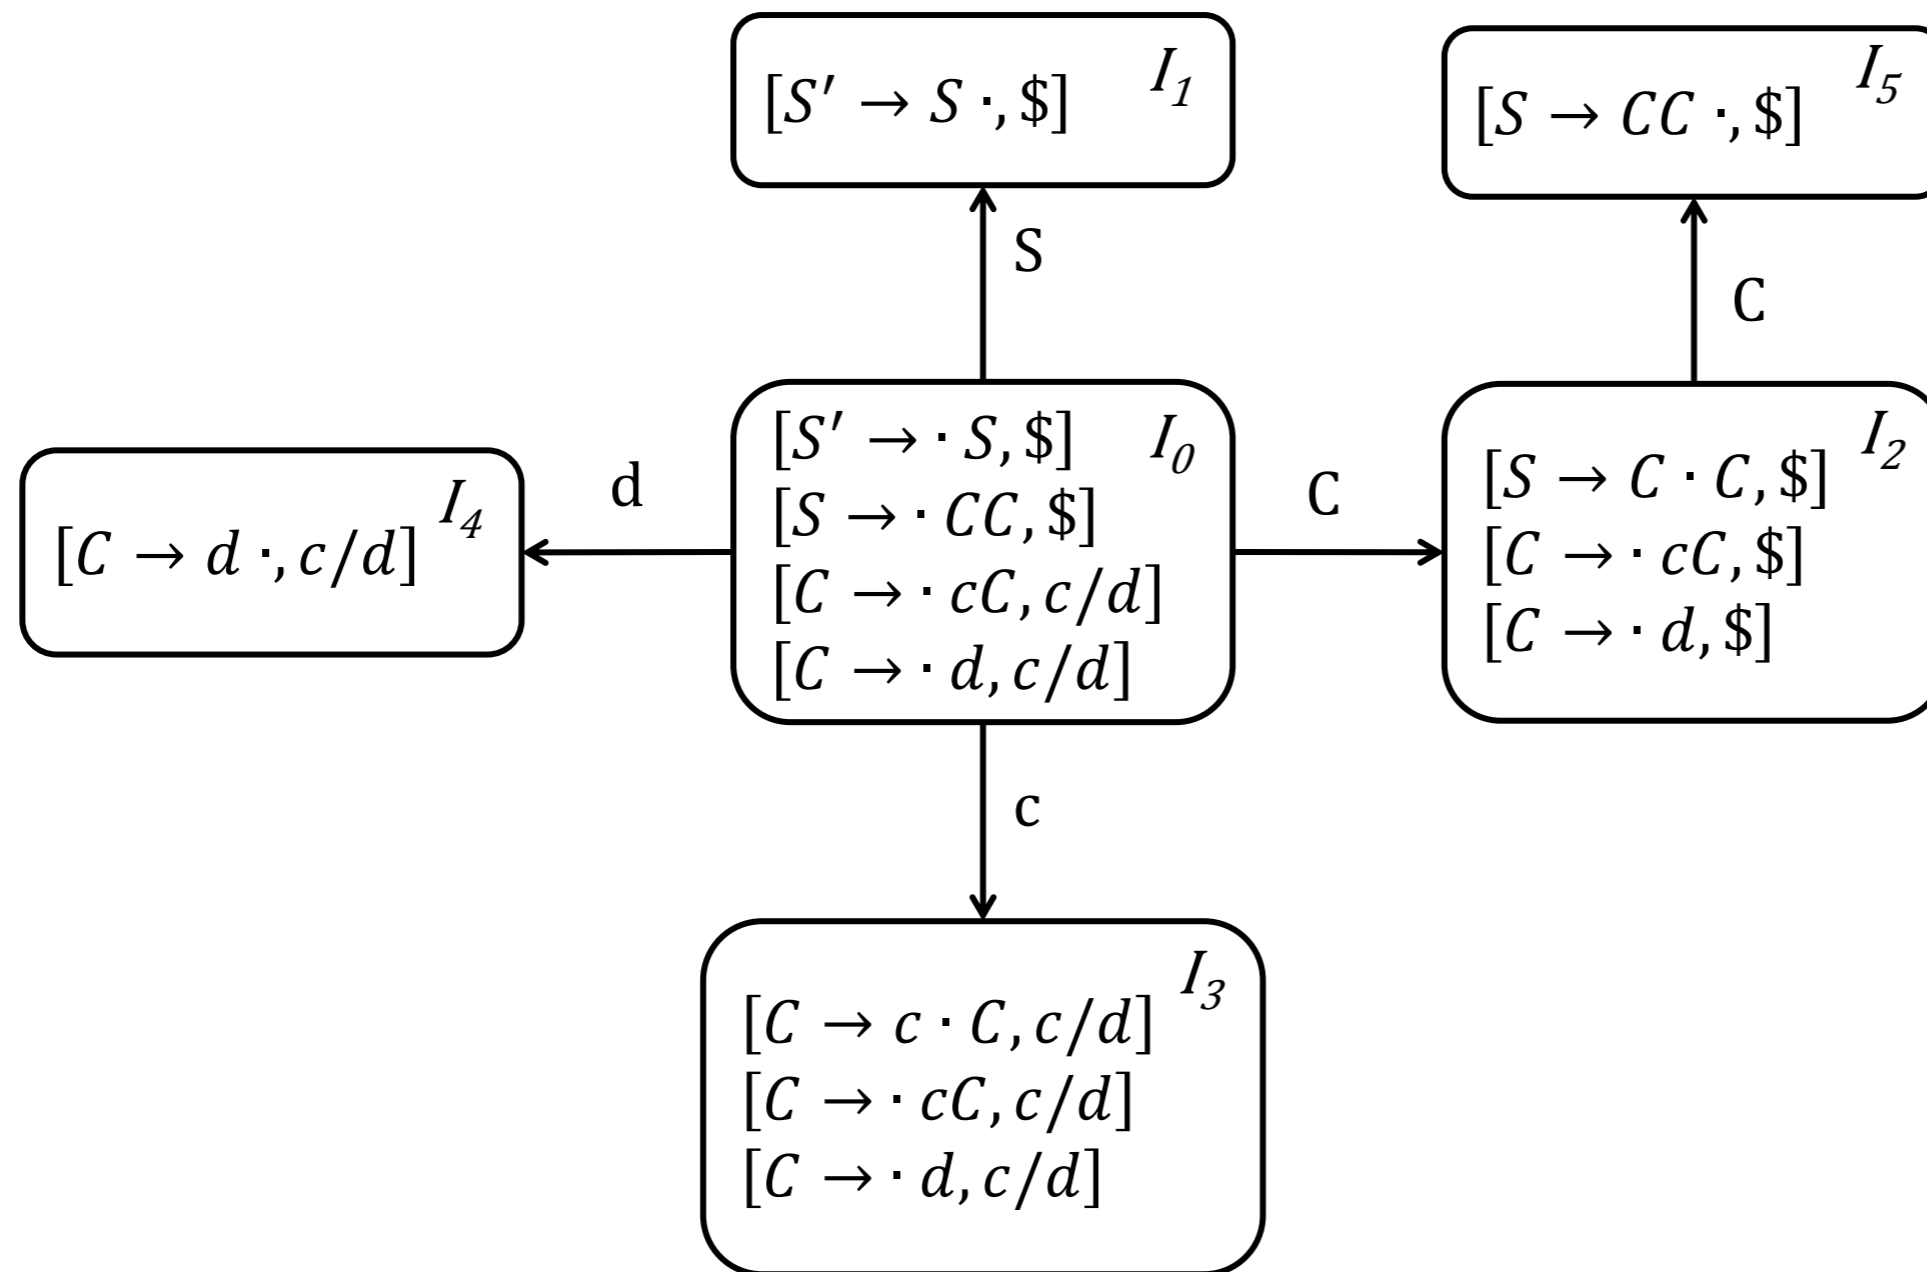 [S′ → S ·, $] I₁
[S → CC ·, $] I₅
S
C
[S′ → · S, $] I₀
[S → · CC, $]
[C → · cC, c/d]
[C → · d, c/d]
d
[C → d ·, c/d] I₄
C
[S → C · C, $] I₂
[C → · cC, $]
[C → · d, $]
c
[C → c · C, c/d] I₃
[C → · cC, c/d]
[C → · d, c/d]